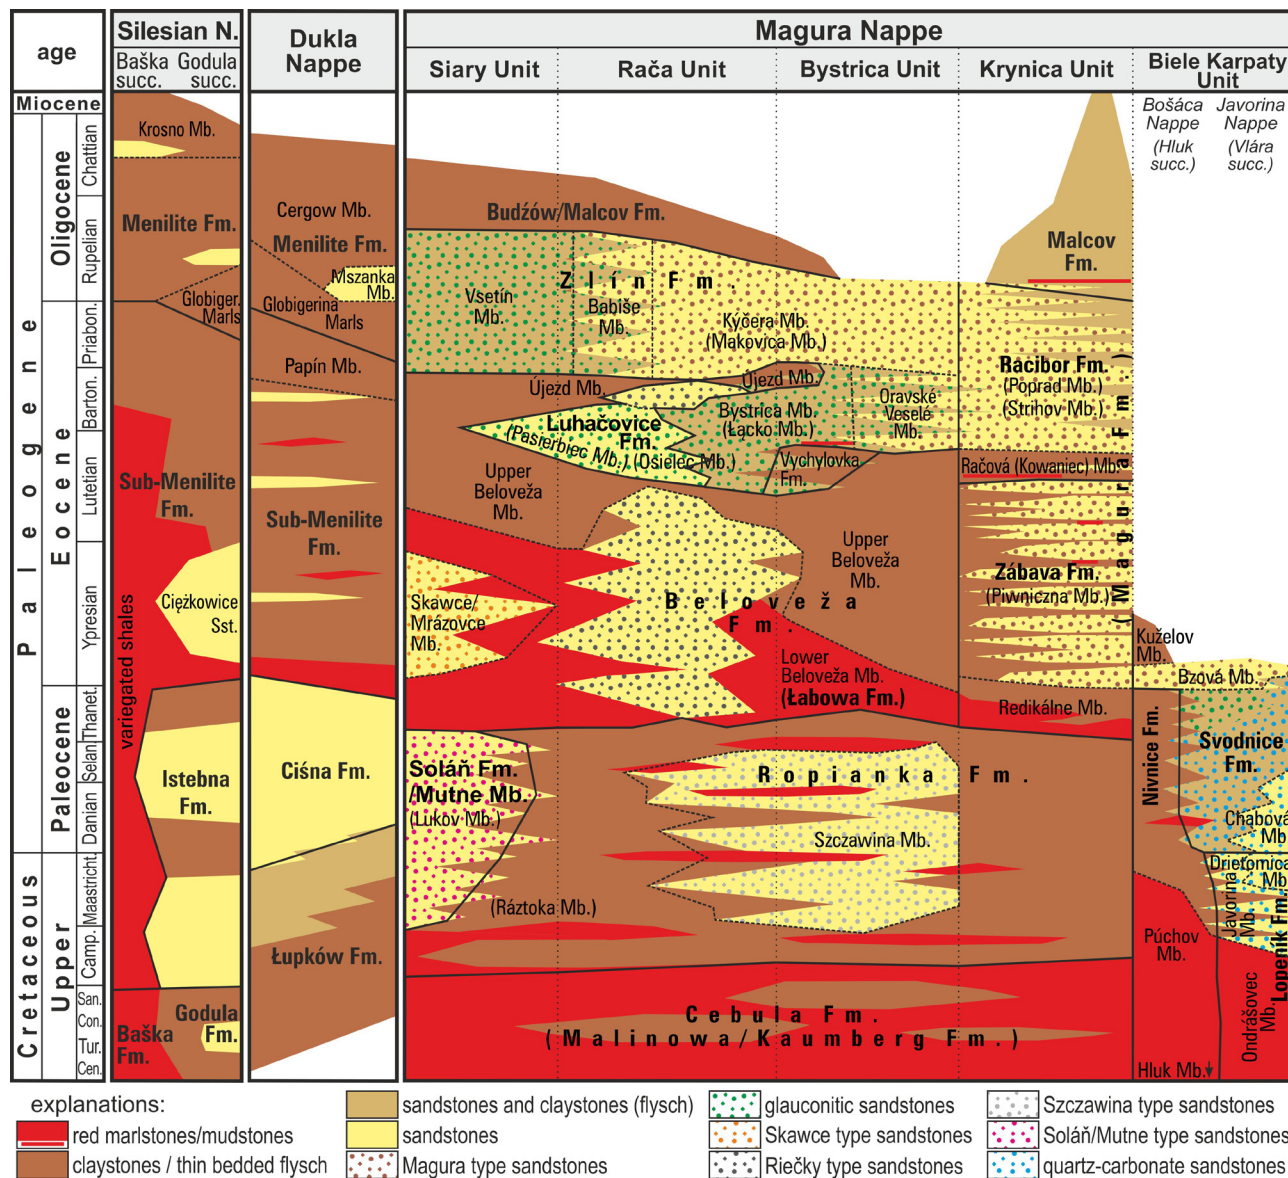 age
Silesian N.
Baška succ.
Godula succ.
Dukla
Nappe
Magura Nappe
Siary Unit
Rača Unit
Bystrica Unit
Krynica Unit
Biele Karpaty
Unit
Bošáca
Nappe
(Hluk
succ.)
Javorina
Nappe
(Vlára
succ.)
Miocene
Paleogene
Oligocene
Chattian
Rupelian
Eocene
Priabon.
Barton.
Lutetian
Ypresian
Paleocene
Thanet.
Selan.
Danian
Cretaceous
Upper
Maastricht.
Camp.
San.
Con.
Tur.
Cen.
Krosno Mb.
Menilite Fm.
Globiger.
Marls
Sub-Menilite
Fm.
variegated shales
Ciężkowice
Sst.
Istebna
Fm.
Godula
Fm.
Baška
Fm.
Cergow Mb.
Menilite Fm.
Mszanka
Mb.
Globigerina
Marls
Papín Mb.
Sub-Menilite
Fm.
Ciśna Fm.
Łupków Fm.
Budźów/Malcov Fm.
Zlín Fm.
Vsetín
Mb.
Babiše
Mb.
Kýčera Mb.
(Makovica Mb.)
Újezd Mb.
Újezd Mb.
Luhačovice
Fm.
(Pasierbiec Mb.)
(Osielec Mb.)
Bystrica Mb.
(Łącko Mb.)
Oravské
Veselé
Mb.
Vychylovka
Fm.
Upper
Beloveža
Mb.
Upper
Beloveža
Mb.
Beloveža
Fm.
Skawce/
Mrázovce
Mb.
Lower
Beloveža Mb.
(Łabowa Fm.)
Soláň Fm.
/Mutne Mb.
(Lukov Mb.)
(Ráztoka Mb.)
Ropianka Fm.
Szczawina Mb.
Cebula Fm.
(Malinowa/Kaumberg Fm.)
Malcov
Fm.
Racibor Fm.
(Poprad Mb.)
(Strihov Mb.)
Račová (Kowaniec) Mb.
(Magura Fm.)
Zábava Fm.
(Piwniczna Mb.)
Redikálne Mb.
Kuželov
Mb.
Bzová Mb.
Nivnice Fm.
Svodnice
Fm.
Chabová
Mb.
Drietomica
Mb.
Javorina
Mb.
Lopeník Fm.
Púchov
Mb.
Ondrášovec
Mb.
Hluk Mb.
explanations:
red marlstones/mudstones
claystones / thin bedded flysch
sandstones and claystones (flysch)
sandstones
Magura type sandstones
glauconitic sandstones
Skawce type sandstones
Riečky type sandstones
Szczawina type sandstones
Soláň/Mutne type sandstones
quartz-carbonate sandstones